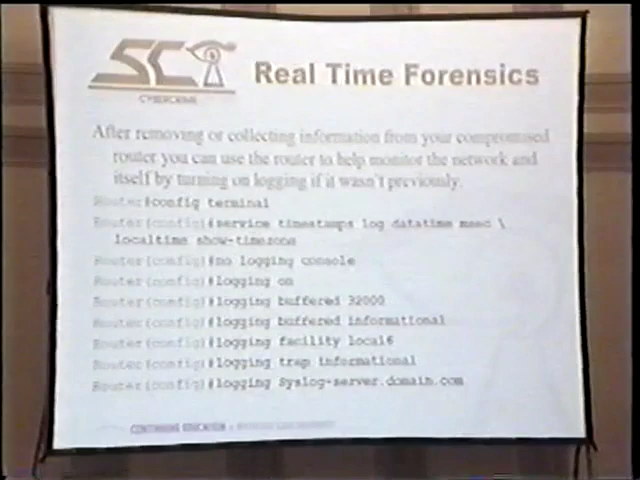 SCI
CYBERCRIME
Real Time Forensics
After removing or collecting information from your compromised
router you can use the router to help monitor the network and
itself by turning on logging if it wasn't previously.
Router#config terminal
Router(config)#service timestamps log datatime msec \
localtime show-timezone
Router(config)#no logging console
Router(config)#logging on
Router(config)#logging buffered 32000
Router(config)#logging buffered informational
Router(config)#logging facility local6
Router(config)#logging trap informational
Router(config)#logging Syslog-server.domain.com
CONTINUING EDUCATION